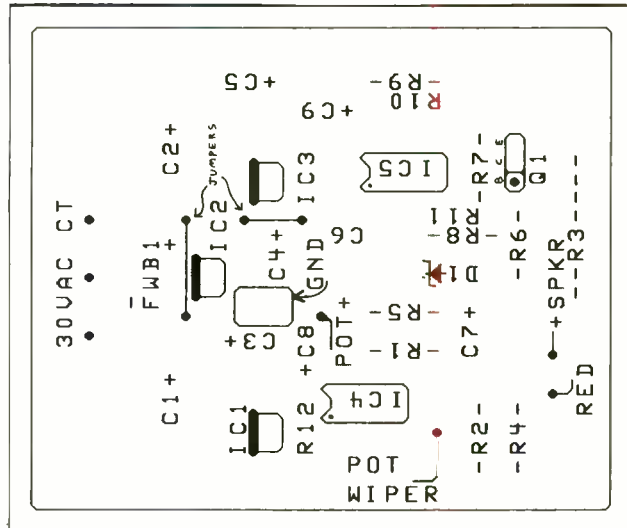 +C5
-R9-
R10
C9+
C2+
JUMPERS
IC3
IC5
-R7-
B C E
Q1
30VAC CT
FWB1
-
+
IC2
C4+
GND
C6
R11
-R8-
-R6-
---R3----
D1
+SPKR
C3+
+C8
POT+
-R5-
-R1-
C7+
RED
C1+
IC1
R12
IC4
POT
WIPER
-R2-
-R4-